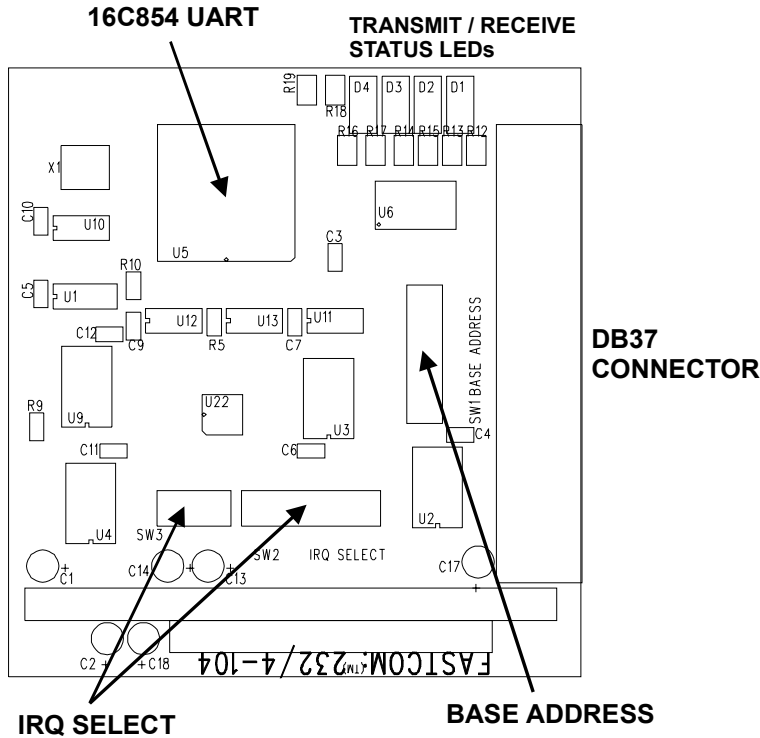 16C854 UART
TRANSMIT / RECEIVE
STATUS LEDs
R19
R18
D4
D3
D2
D1
R16
R17
R14
R15
R13
R12
X1
C10
U10
U5
U6
C3
R10
C5
U1
C12
C9
U12
R5
U13
C7
U11
SW1 BASE ADDRESS
DB37
CONNECTOR
R9
U9
U22
U3
C4
C11
C6
U4
U2
SW3
SW2
IRQ SELECT
C1
C14
C13
C17
C2
C18
FASTCOM:(TM) 232/4-104
IRQ SELECT
BASE ADDRESS